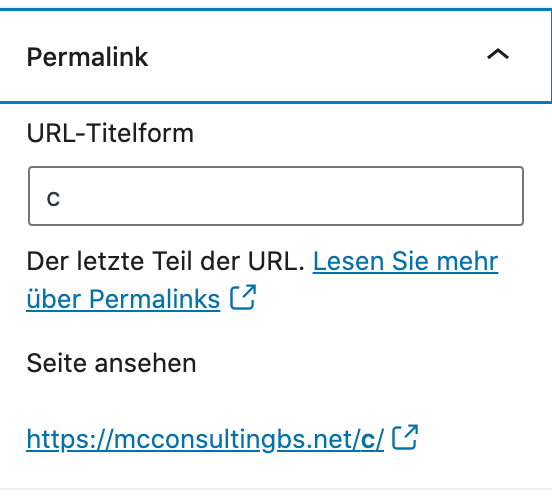 Permalink
URL-Titelform
c
Der letzte Teil der URL. Lesen Sie mehr
über Permalinks
Seite ansehen
https://mcconsultingbs.net/c/